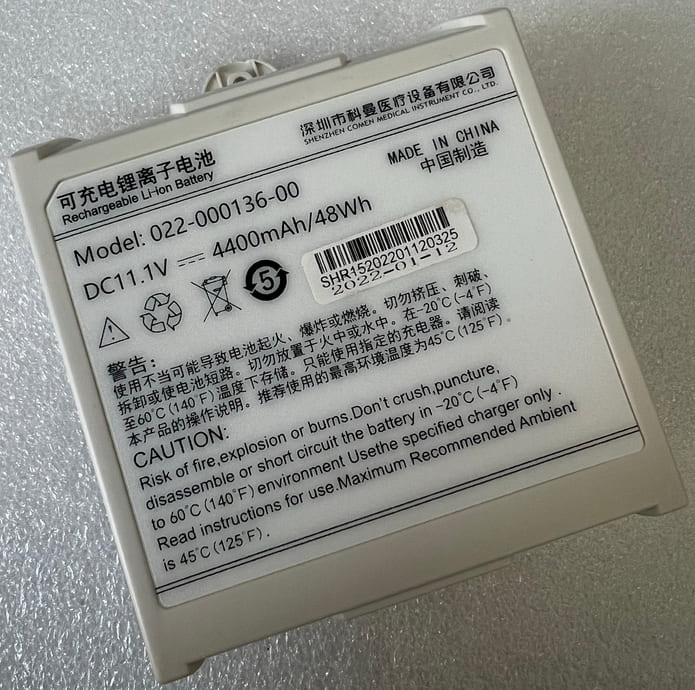 深圳市科曼医疗设备有限公司
SHENZHEN COMEN MEDICAL INSTRUMENT CO., LTD.
可充电锂离子电池
Rechargeable Li-ion Battery
MADE IN CHINA
中国制造
Model: 022-000136-00
DC11.1V ⎓ 4400mAh/48Wh
5
SHR15202201120325
2022-01-12
警告:
使用不当可能导致电池起火、爆炸或燃烧。切勿挤压、刺破、
拆卸或使电池短路。切勿放置于火中或水中。在-20°C(-4°F)
至60°C(140°F)温度下存储。只能使用指定的充电器。请阅读
本产品的操作说明。推荐使用的最高环境温度为45°C(125°F)。
CAUTION:
Risk of fire,explosion or burns.Don't crush,puncture,
disassemble or short circuit the battery in -20°C(-4°F)
to 60°C(140°F)environment Usethe specified charger only .
Read instructions for use.Maximum Recommended Ambient
is 45°C(125°F).